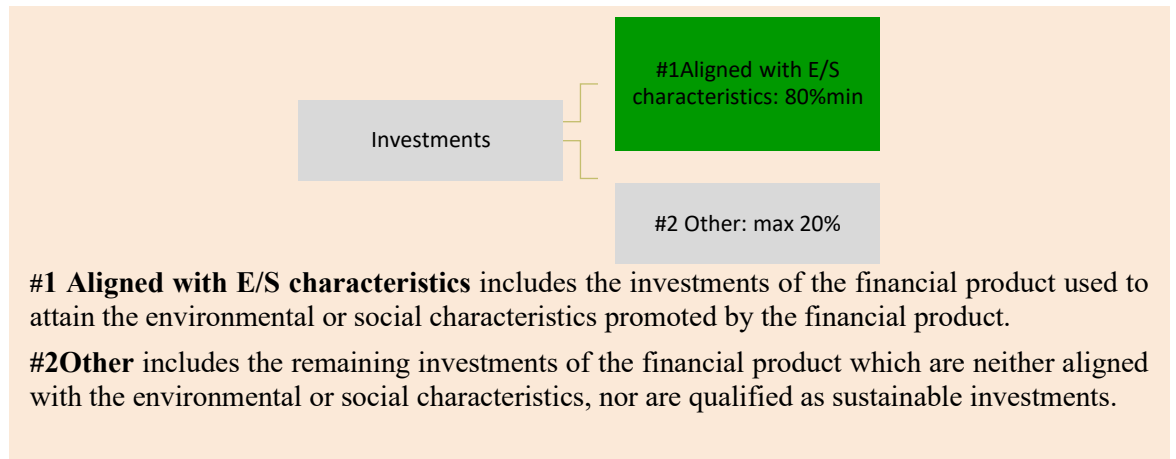 #1Aligned with E/S
characteristics: 80%min
Investments
#2 Other: max 20%
#1 Aligned with E/S characteristics includes the investments of the financial product used to
attain the environmental or social characteristics promoted by the financial product.
#2Other includes the remaining investments of the financial product which are neither aligned
with the environmental or social characteristics, nor are qualified as sustainable investments.